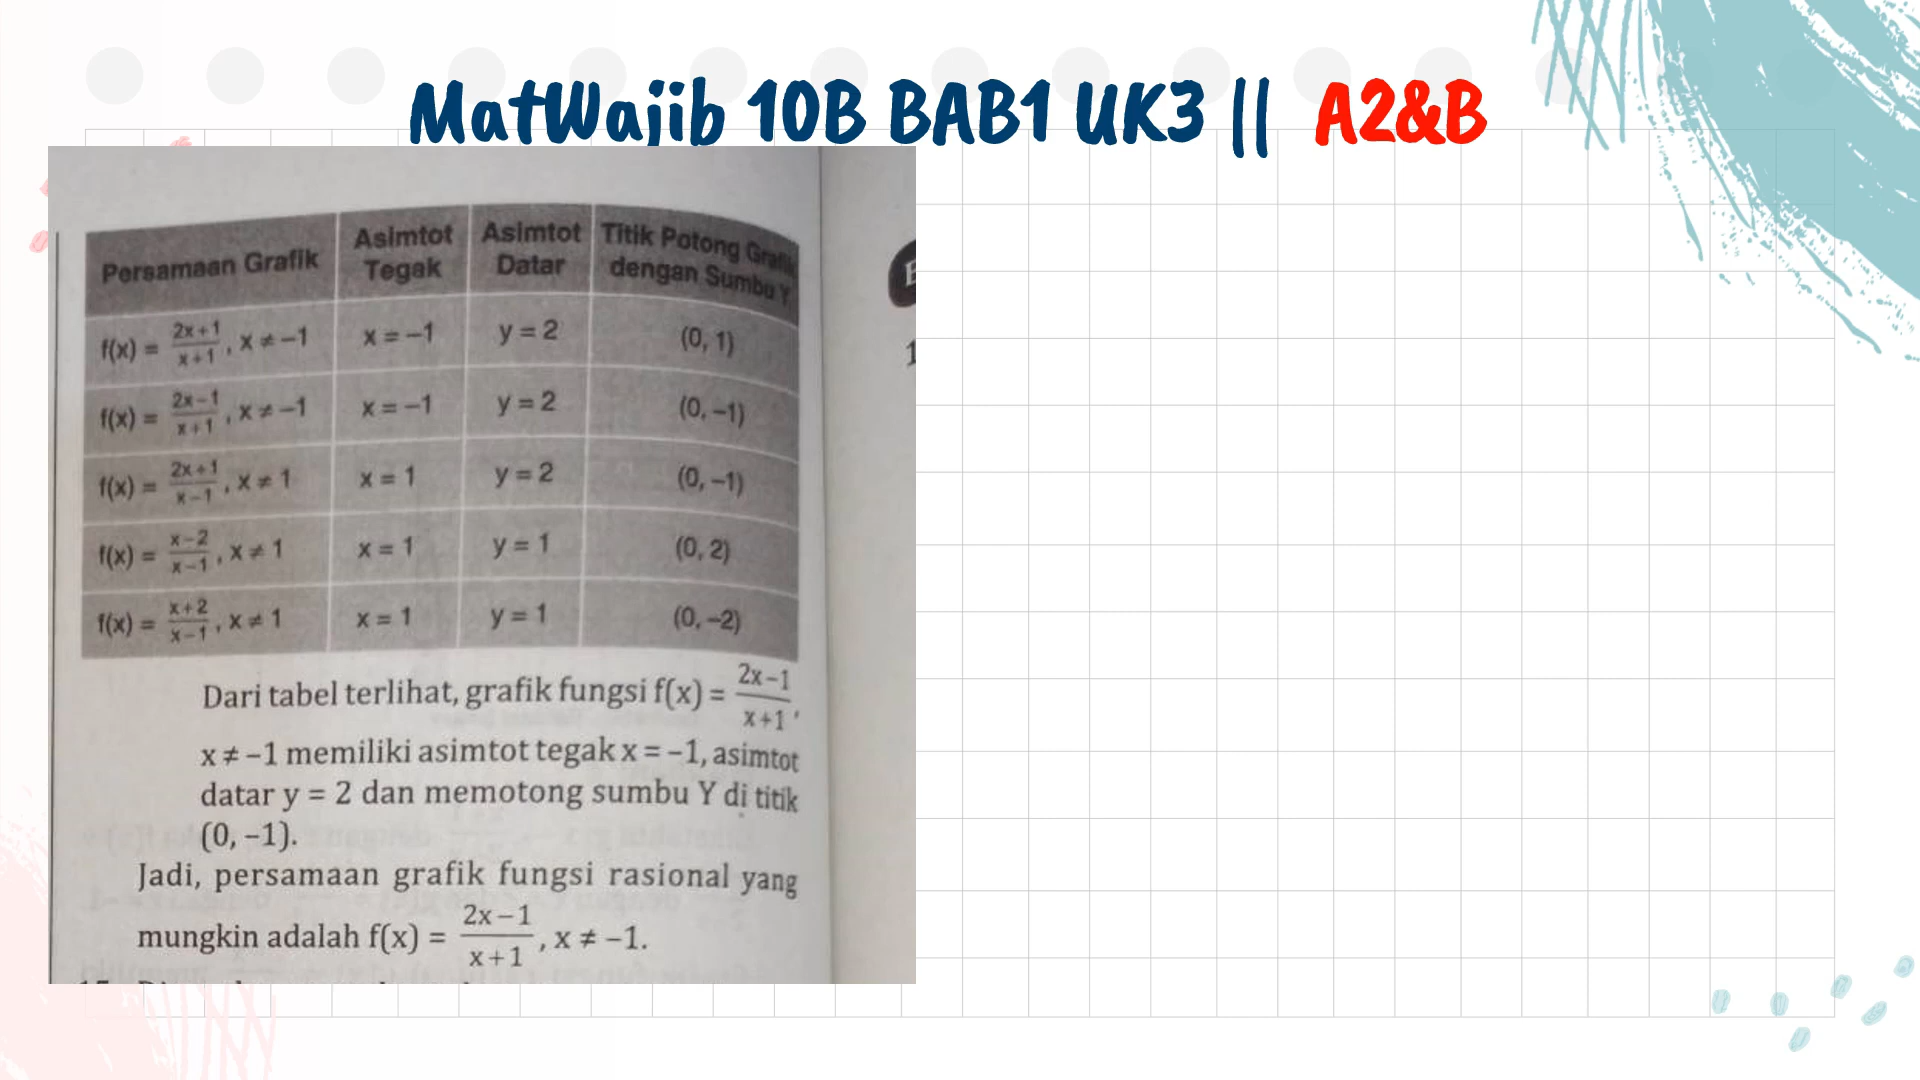 MatWajib 10B BAB1 UK3 || A2&B
Persamaan Grafik | Asimtot Tegak | Asimtot Datar | Titik Potong Grafik dengan Sumbu Y
f(x) = (2x+1)/(x+1), x ≠ −1 | x = −1 | y = 2 | (0, 1)
f(x) = (2x−1)/(x+1), x ≠ −1 | x = −1 | y = 2 | (0, −1)
f(x) = (2x+1)/(x−1), x ≠ 1 | x = 1 | y = 2 | (0, −1)
f(x) = (x−2)/(x−1), x ≠ 1 | x = 1 | y = 1 | (0, 2)
f(x) = (x+2)/(x−1), x ≠ 1 | x = 1 | y = 1 | (0, −2)
Dari tabel terlihat, grafik fungsi f(x) = (2x−1)/(x+1),
x ≠ −1 memiliki asimtot tegak x = −1, asimtot
datar y = 2 dan memotong sumbu Y di titik
(0, −1).
Jadi, persamaan grafik fungsi rasional yang
mungkin adalah f(x) = (2x−1)/(x+1), x ≠ −1.
1